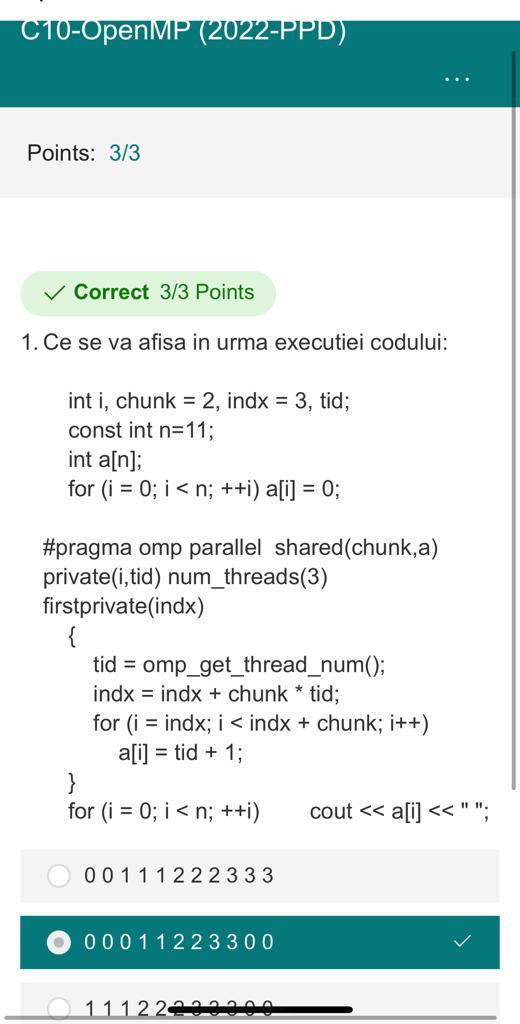 C10-OpenMP (2022-PPD)
...
Points: 3/3
Correct 3/3 Points
1. Ce se va afisa in urma executiei codului:
int i, chunk = 2, indx = 3, tid;
const int n=11;
int a[n];
for (i = 0; i < n; ++i) a[i] = 0;
#pragma omp parallel shared(chunk,a)
private(i,tid) num_threads(3)
firstprivate(indx)
{
tid = omp_get_thread_num();
indx = indx + chunk * tid;
for (i = indx; i < indx + chunk; i++)
a[i] = tid + 1;
}
for (i = 0; i < n; ++i) cout << a[i] << " ";
0 0 1 1 1 2 2 2 3 3 3
0 0 0 1 1 2 2 3 3 0 0
1 1 1 2 2